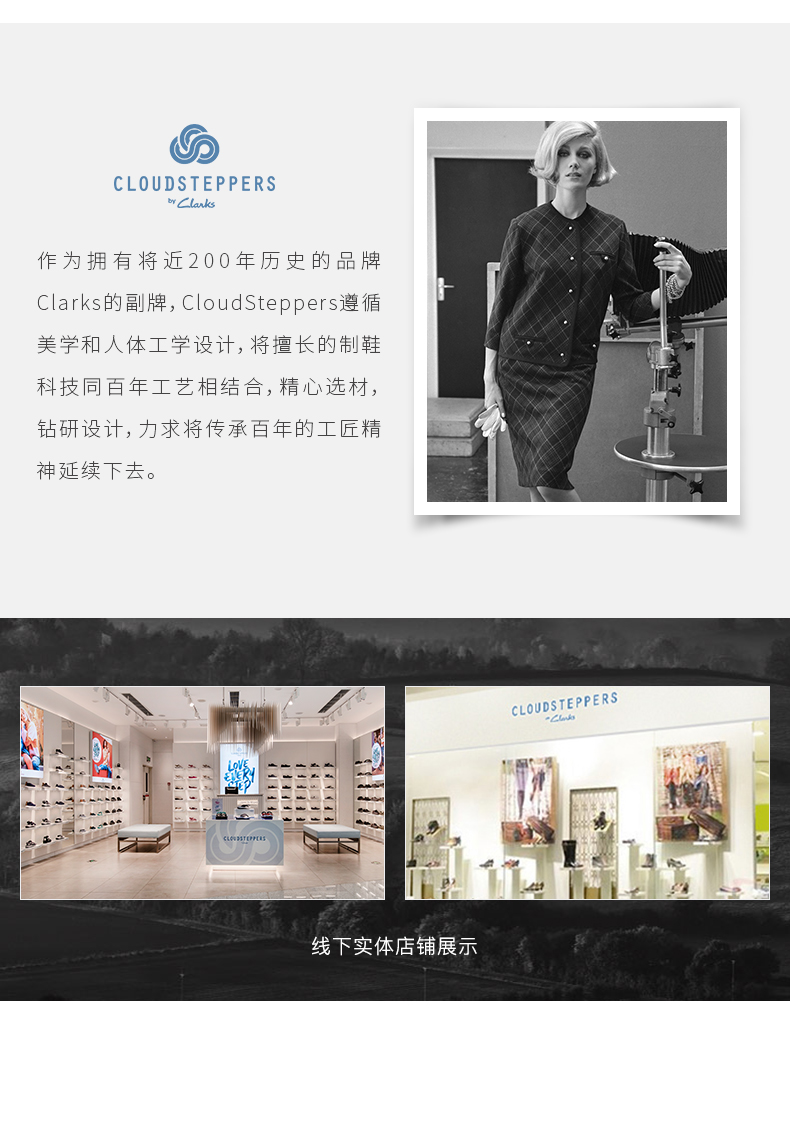 CLOUDSTEPPERS
by Clarks
作为拥有将近200年历史的品牌
Clarks的副牌，CloudSteppers遵循
美学和人体工学设计，将擅长的制鞋
科技同百年工艺相结合，精心选材，
钻研设计，力求将传承百年的工匠精
神延续下去。
LOVE
EVERY
STEP
CLOUDSTEPPERS
CLOUDSTEPPERS
by Clarks
线下实体店铺展示